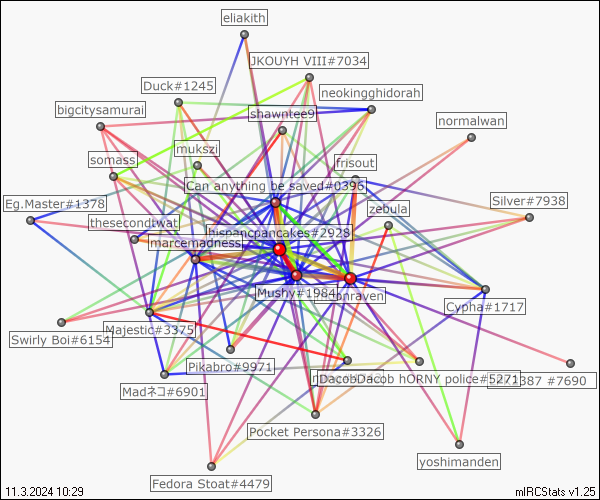 eliakith
JKOUYH VIII#7034
Duck#1245
neokingghidorah
bigcitysamurai
shawntee9
normalwan
mukszi
somass
frisout
Can anything be saved#0396
Eg.Master#1378
Silver#7938
zebula
thesecondtwat
hispancpancakes#2928
marcemadness
Mushy#1984
onraven
Cypha#1717
Majestic#3375
Swirly Boi#6154
Pikabro#9971
DacobDacob hORNY police#5271
387 #7690
Madネコ#6901
Pocket Persona#3326
yoshimanden
Fedora Stoat#4479
11.3.2024 10:29
mIRCStats v1.25